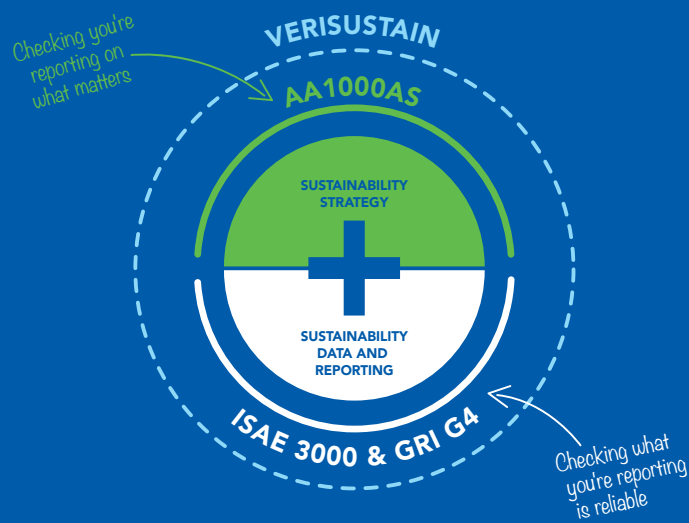 VERISUSTAIN
Checking you're
reporting on
what matters
AA1000AS
SUSTAINABILITY
STRATEGY
SUSTAINABILITY
DATA AND
REPORTING
ISAE 3000 & GRI G4
Checking what
you're reporting
is reliable